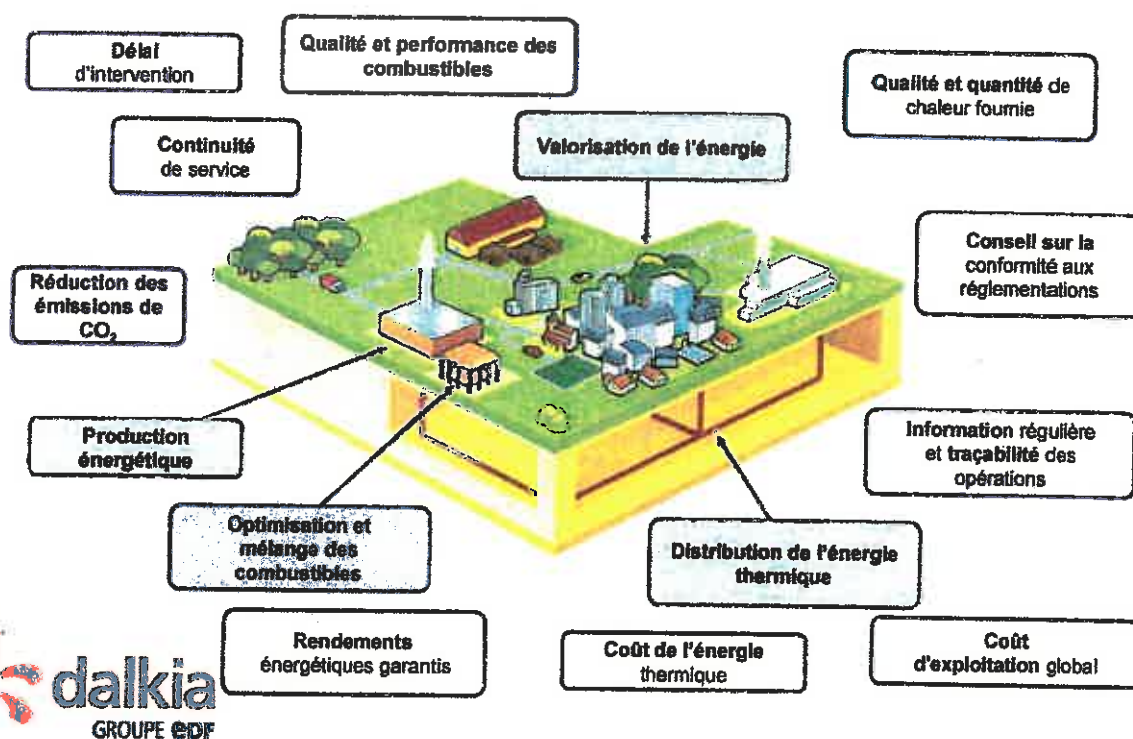 Délai
d'intervention
Qualité et performance des
combustibles
Qualité et quantité de
chaleur fournie
Continuité
de service
Valorisation de l'énergie
Conseil sur la
conformité aux
réglementations
Réduction des
émissions de
CO₂
Production
énergétique
Information régulière
et traçabilité des
opérations
Optimisation et
mélange des
combustibles
Distribution de l'énergie
thermique
Rendements
énergétiques garantis
Coût de l'énergie
thermique
Coût
d'exploitation global
dalkia
GROUPE EDF